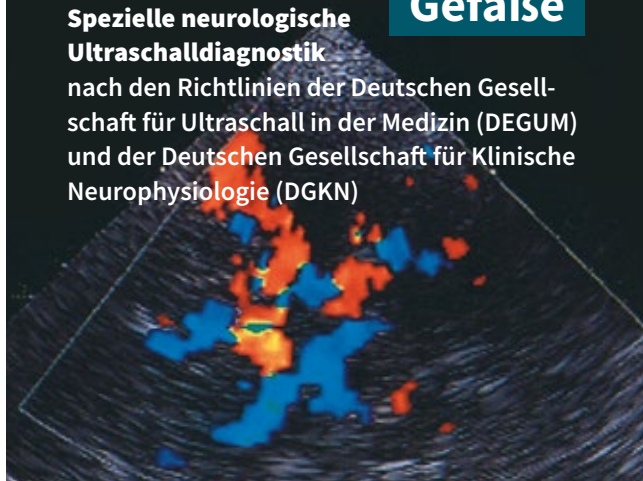 Gefäße
Spezielle neurologische
Ultraschalldiagnostik
nach den Richtlinien der Deutschen Gesell-
schaft für Ultraschall in der Medizin (DEGUM)
und der Deutschen Gesellschaft für Klinische
Neurophysiologie (DGKN)